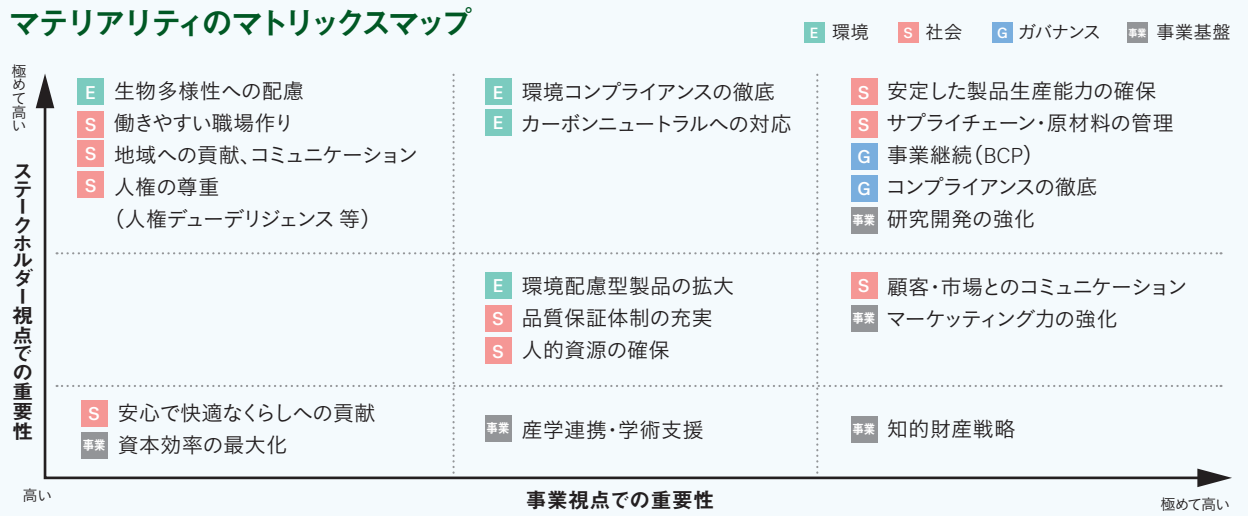 マテリアリティのマトリックスマップ
E 環境 S 社会 G ガバナンス 事業 事業基盤
極めて高い
ステークホルダー視点での重要性
E 生物多様性への配慮
S 働きやすい職場作り
S 地域への貢献、コミュニケーション
S 人権の尊重
（人権デューデリジェンス 等）
E 環境コンプライアンスの徹底
E カーボンニュートラルへの対応
S 安定した製品生産能力の確保
S サプライチェーン・原材料の管理
G 事業継続（BCP）
G コンプライアンスの徹底
事業 研究開発の強化
E 環境配慮型製品の拡大
S 品質保証体制の充実
S 人的資源の確保
S 顧客・市場とのコミュニケーション
事業 マーケッティング力の強化
S 安心で快適なくらしへの貢献
事業 資本効率の最大化
事業 産学連携・学術支援
事業 知的財産戦略
高い
事業視点での重要性
極めて高い